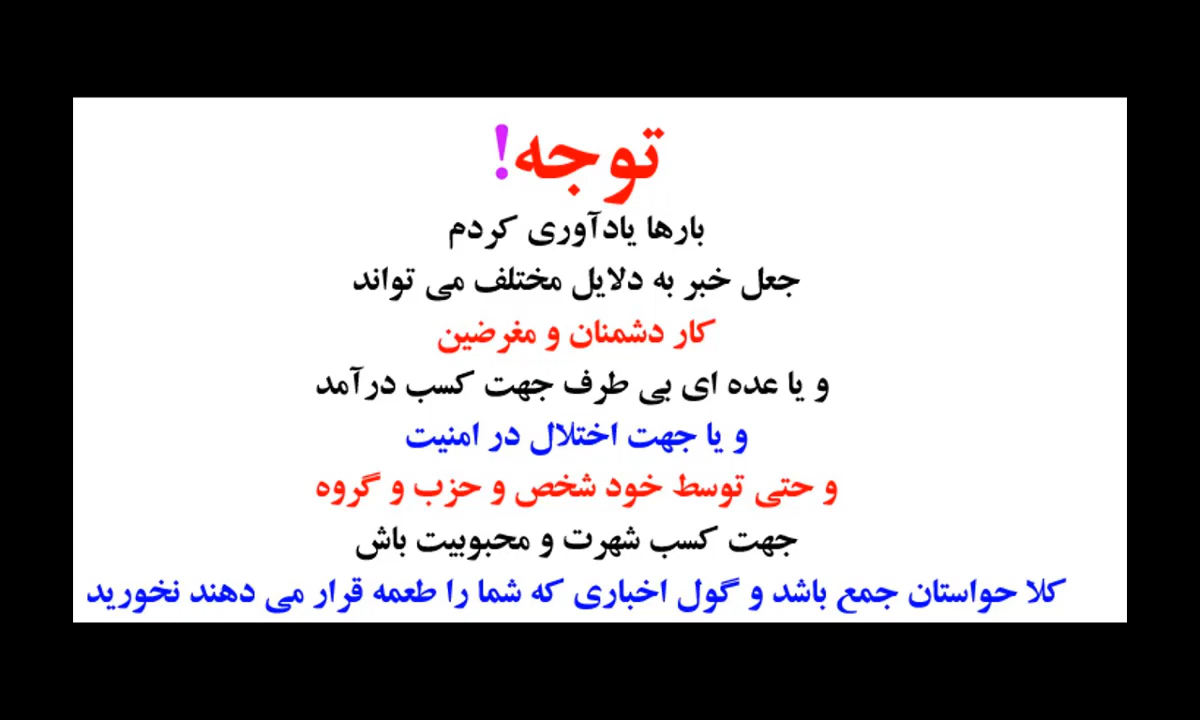 توجه!
بارها یادآوری کردم
جعل خبر به دلایل مختلف می تواند
کار دشمنان و مغرضین
و یا عده ای بی طرف جهت کسب درآمد
و یا جهت اختلال در امنیت
و حتی توسط خود شخص و حزب و گروه
جهت کسب شهرت و محبوبیت باش
کلا حواستان جمع باشد و گول اخباری که شما را طعمه قرار می دهند نخورید